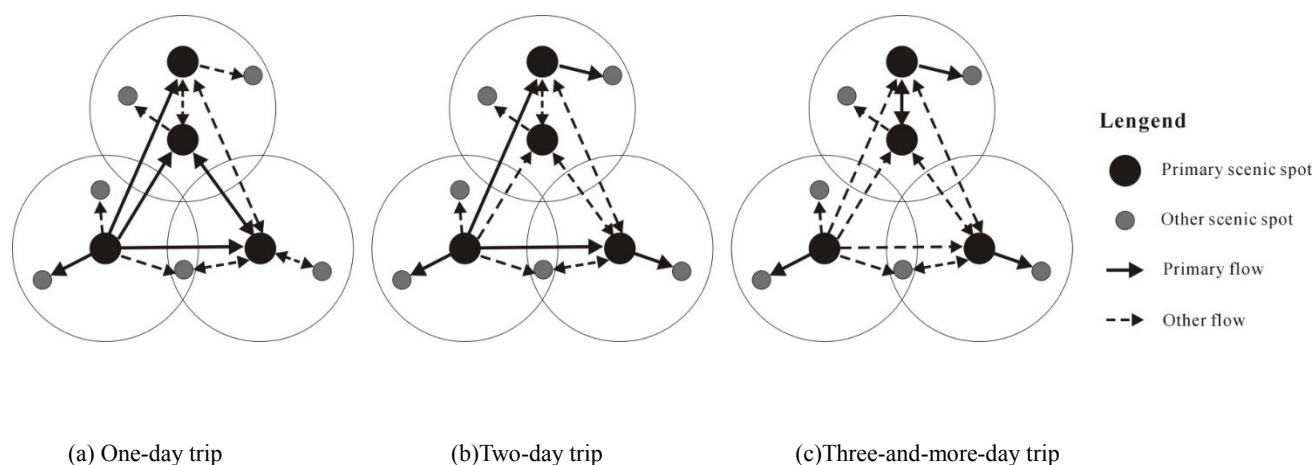 Lengend
Primary scenic spot
Other scenic spot
Primary flow
Other flow
(a) One-day trip
(b)Two-day trip
(c)Three-and-more-day trip